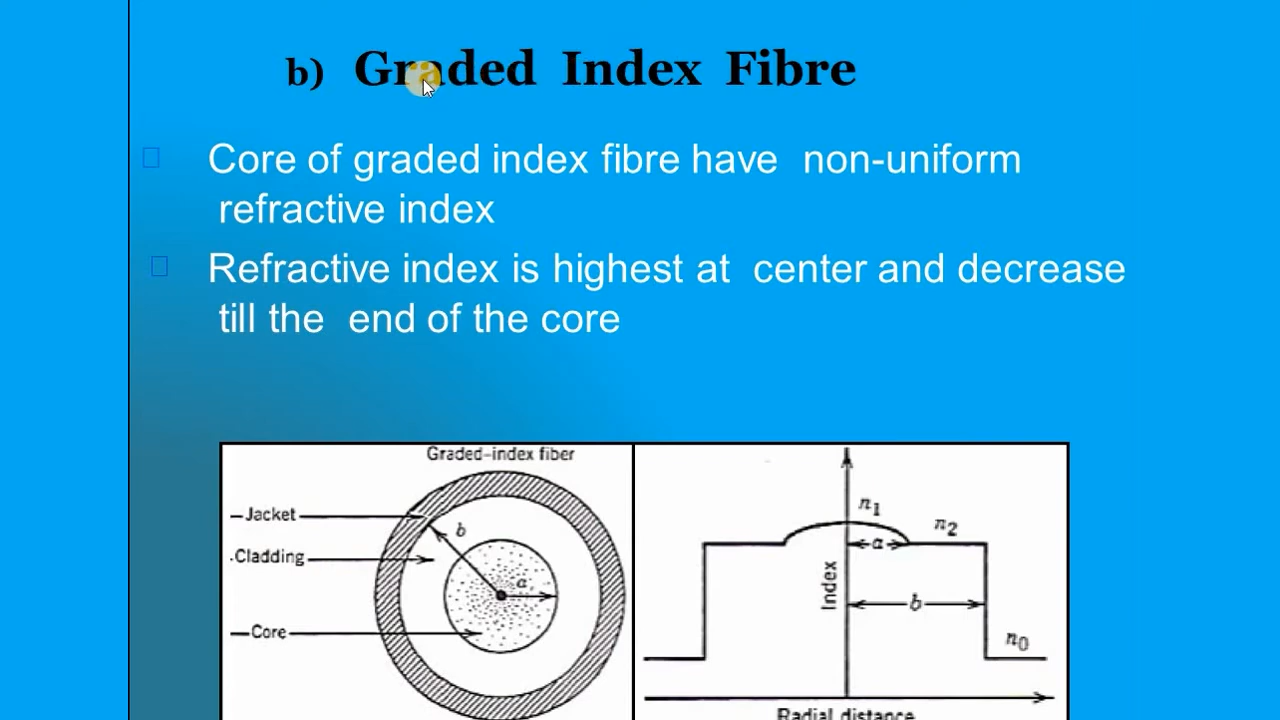 b) Graded Index Fibre
Core of graded index fibre have non-uniform
refractive index
Refractive index is highest at center and decrease
till the end of the core
Graded-index fiber
Jacket
b
Cladding
a
Core
n1
n2
a
Index
b
n0
Radial distance